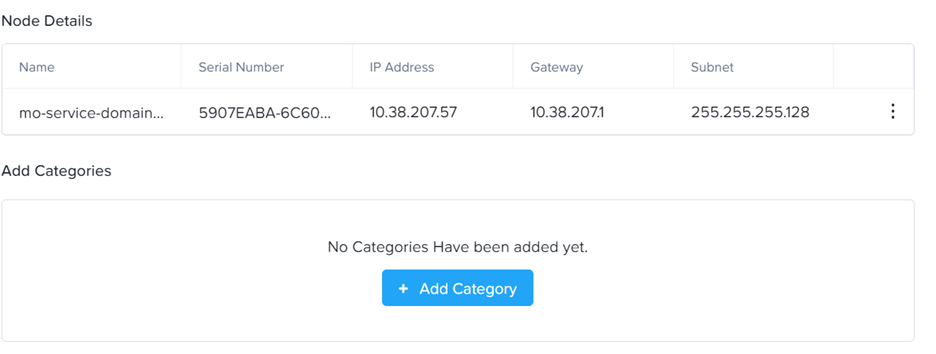 Node Details
Name Serial Number IP Address Gateway Subnet
mo-service-domain... 5907EABA-6C60... 10.38.207.57 10.38.207.1 255.255.255.128
Add Categories
No Categories Have been added yet.
+ Add Category